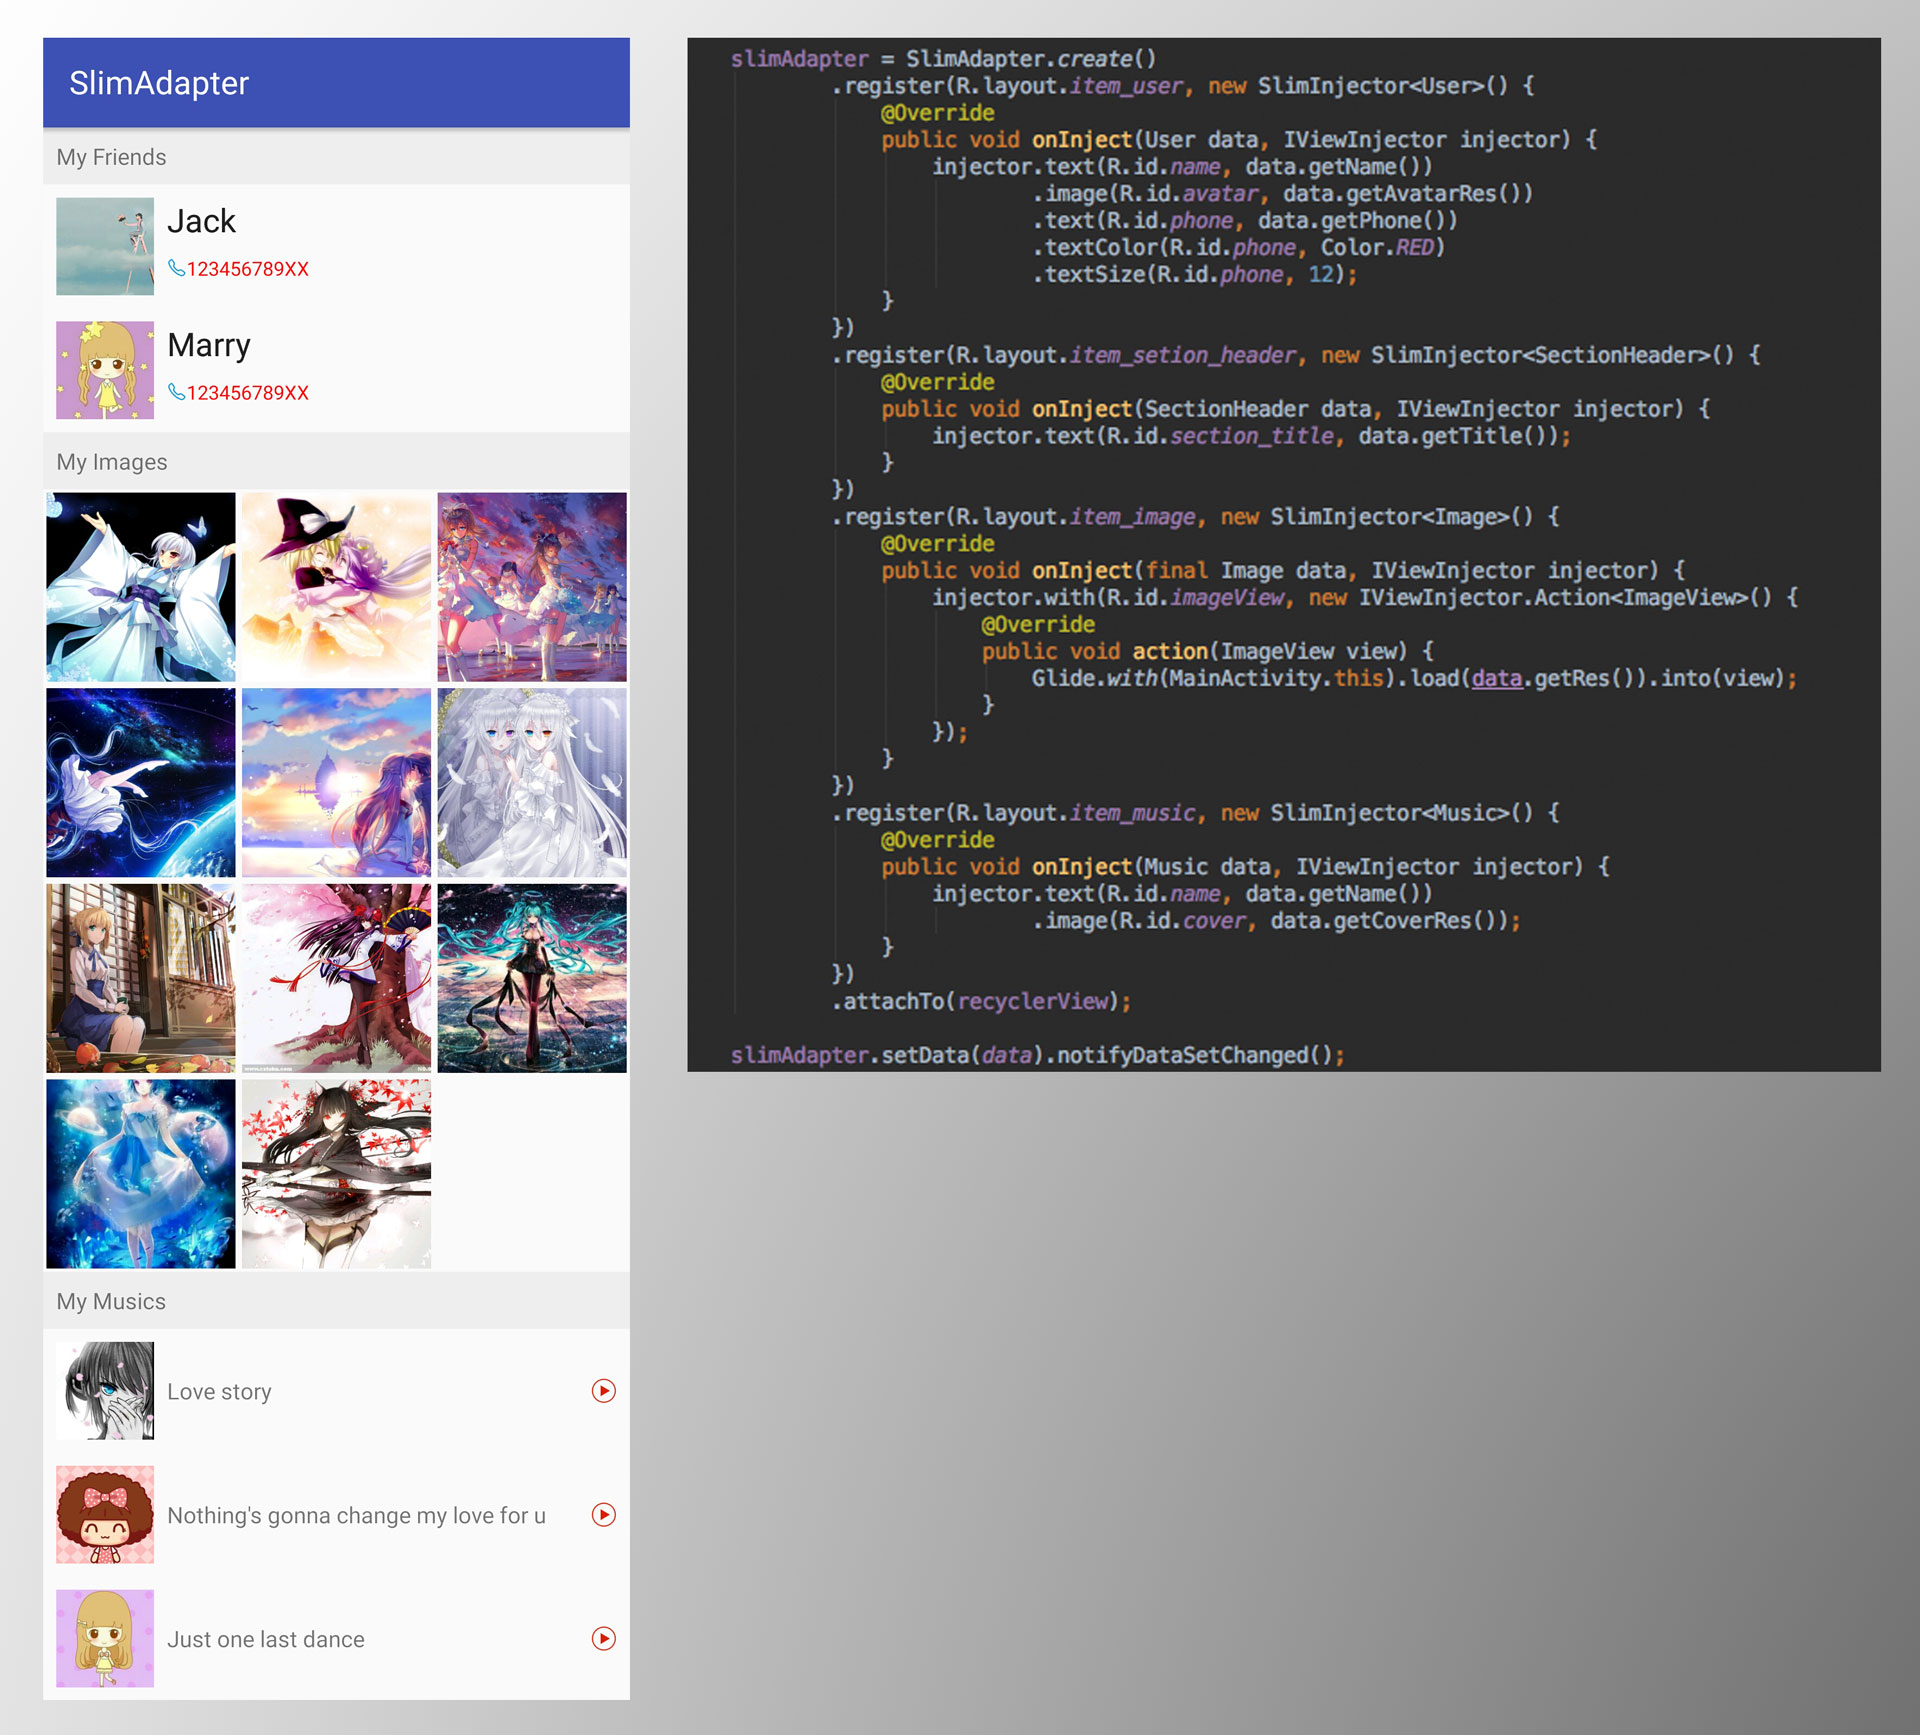 SlimAdapter
My Friends
Jack
123456789XX
Marry
123456789XX
My Images
My Musics
Love story
Nothing's gonna change my love for u
Just one last dance
slimAdapter = SlimAdapter.create()
.register(R.layout.item_user, new SlimInjector<User>() {
@Override
public void onInject(User data, IViewInjector injector) {
injector.text(R.id.name, data.getName())
.image(R.id.avatar, data.getAvatarRes())
.text(R.id.phone, data.getPhone())
.textColor(R.id.phone, Color.RED)
.textSize(R.id.phone, 12);
}
})
.register(R.layout.item_setion_header, new SlimInjector<SectionHeader>() {
@Override
public void onInject(SectionHeader data, IViewInjector injector) {
injector.text(R.id.section_title, data.getTitle());
}
})
.register(R.layout.item_image, new SlimInjector<Image>() {
@Override
public void onInject(final Image data, IViewInjector injector) {
injector.with(R.id.imageView, new IViewInjector.Action<ImageView>() {
@Override
public void action(ImageView view) {
Glide.with(MainActivity.this).load(data.getRes()).into(view);
}
});
}
})
.register(R.layout.item_music, new SlimInjector<Music>() {
@Override
public void onInject(Music data, IViewInjector injector) {
injector.text(R.id.name, data.getName())
.image(R.id.cover, data.getCoverRes());
}
})
.attachTo(recyclerView);
slimAdapter.setData(data).notifyDataSetChanged();